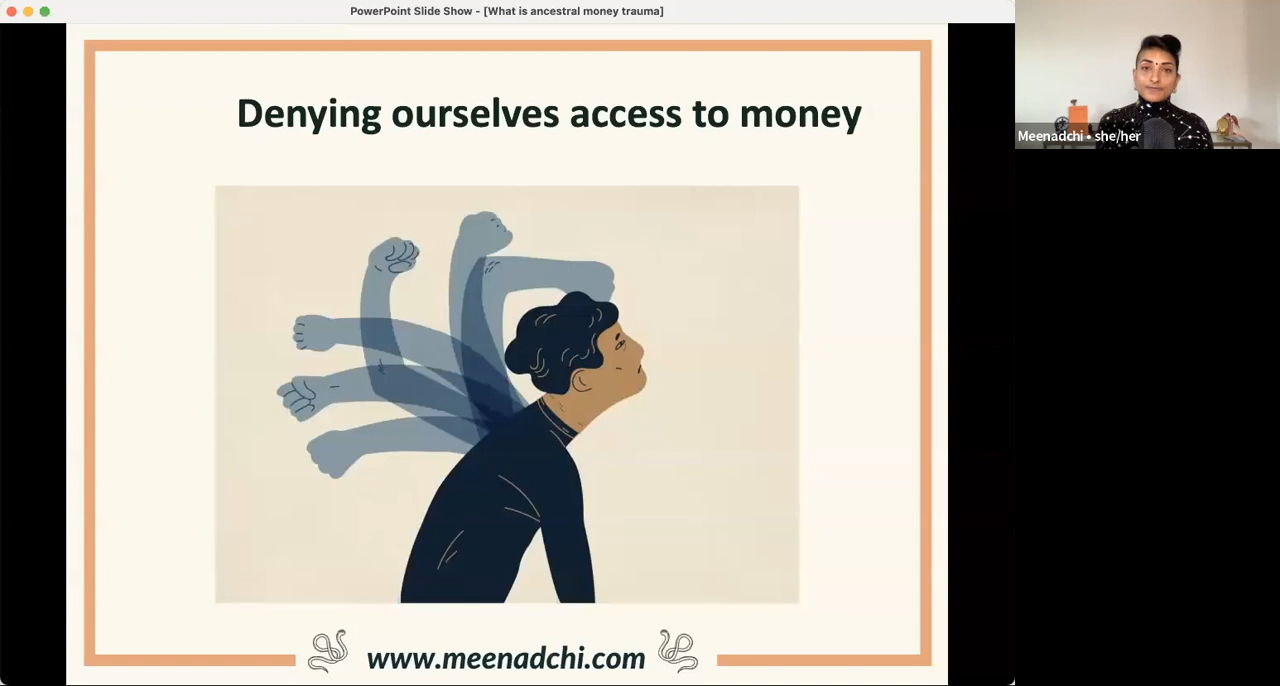 PowerPoint Slide Show - [What is ancestral money trauma]
Denying ourselves access to money
www.meenadchi.com
Meenadchi • she/her